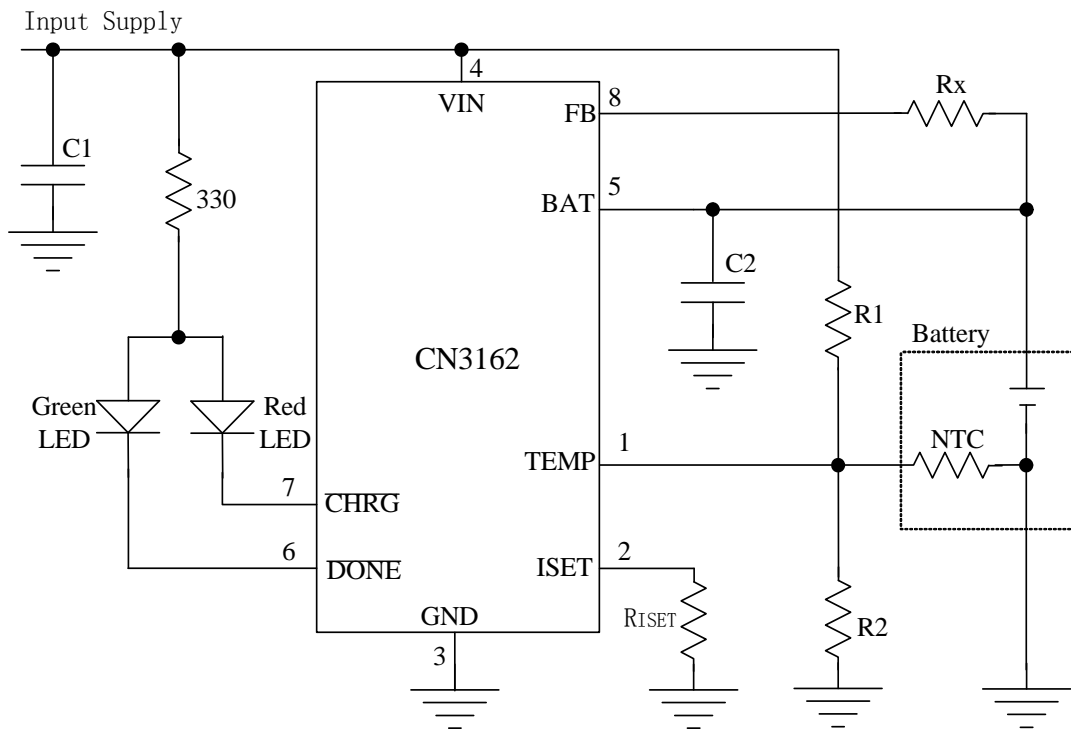 Input Supply
4
VIN
8
FB
Rx
C1
330
5
BAT
C2
R1
CN3162
Battery
Green
LED
Red
LED
NTC
1
TEMP
7
CHRG
6
DONE
2
ISET
RISET
GND
3
R2